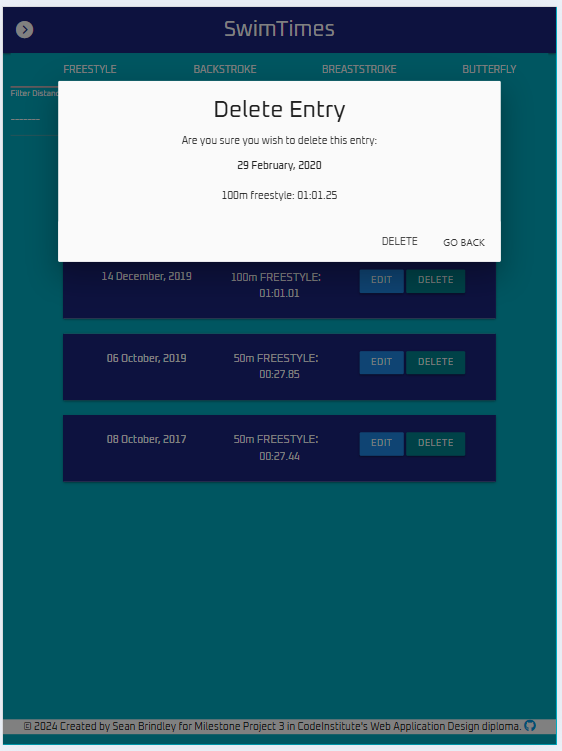 SwimTimes
FREESTYLE BACKSTROKE BREASTSTROKE BUTTERFLY
Filter Distanc
-------
Delete Entry
Are you sure you wish to delete this entry:
29 February, 2020
100m freestyle: 01:01.25
DELETE GO BACK
14 December, 2019 100m FREESTYLE: EDIT DELETE
01:01.01
06 October, 2019 50m FREESTYLE: EDIT DELETE
00:27.85
08 October, 2017 50m FREESTYLE: EDIT DELETE
00:27.44
© 2024 Created by Sean Brindley for Milestone Project 3 in CodeInstitute's Web Application Design diploma.